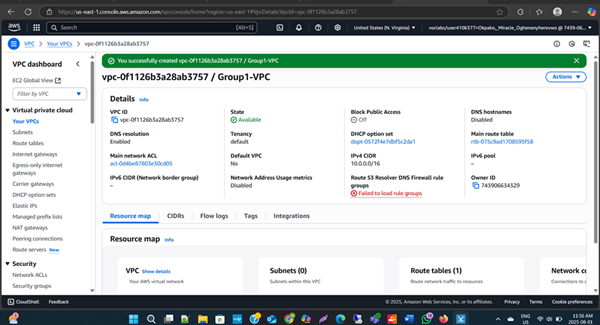 https://us-east-1.console.aws.amazon.com/vpcconsole/home?region=us-east-1#VpcDetails:VpcId=vpc-0f1126b3a28ab3757
aws
Search
[Alt+S]
United States (N. Virginia)
VPC
Your VPCs
vpc-0f1126b3a28ab3757
VPC dashboard
EC2 Global View
Filter by VPC
Virtual private cloud
Your VPCs
Subnets
Route tables
Internet gateways
Egress-only internet gateways
Carrier gateways
DHCP option sets
Elastic IPs
Managed prefix lists
NAT gateways
Peering connections
Route servers New
Security
Network ACLs
Security groups
You successfully created vpc-0f1126b3a28ab3757 / Group1-VPC
vpc-0f1126b3a28ab3757 / Group1-VPC
Actions
Details Info
VPC ID
vpc-0f1126b3a28ab3757
State
Available
Block Public Access
Off
DNS hostnames
Disabled
DNS resolution
Enabled
Tenancy
default
DHCP option set
dopt-0572f4e7dbf5c2da1
Main route table
rtb-075c9ad1708595f58
Main network ACL
acl-0d4be87803e30cd05
Default VPC
No
IPv4 CIDR
10.0.0.0/16
IPv6 pool
–
IPv6 CIDR (Network border group)
–
Network Address Usage metrics
Disabled
Route 53 Resolver DNS Firewall rule groups
Failed to load rule groups
Owner ID
743906634329
Resource map
CIDRs
Flow logs
Tags
Integrations
Resource map Info
VPC Show details
Your AWS virtual network
Subnets (0)
Subnets within this VPC
Route tables (1)
Route network traffic to resources
Network co
Connections to o
CloudShell
Feedback
© 2025, Amazon Web Services, Inc. or its affiliates.
Privacy
Terms
Cookie preferences
ENG
US
11:56 AM
2025-08-01